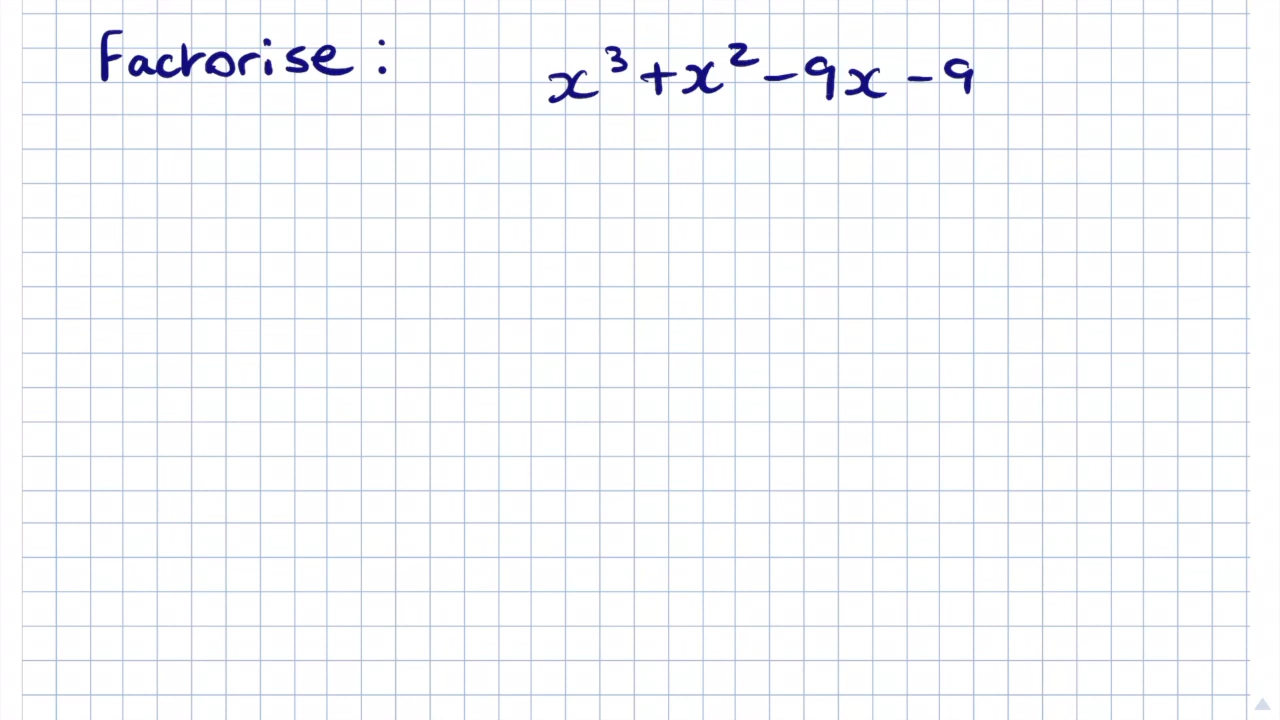 Factorise : x³ + x² - 9x - 9